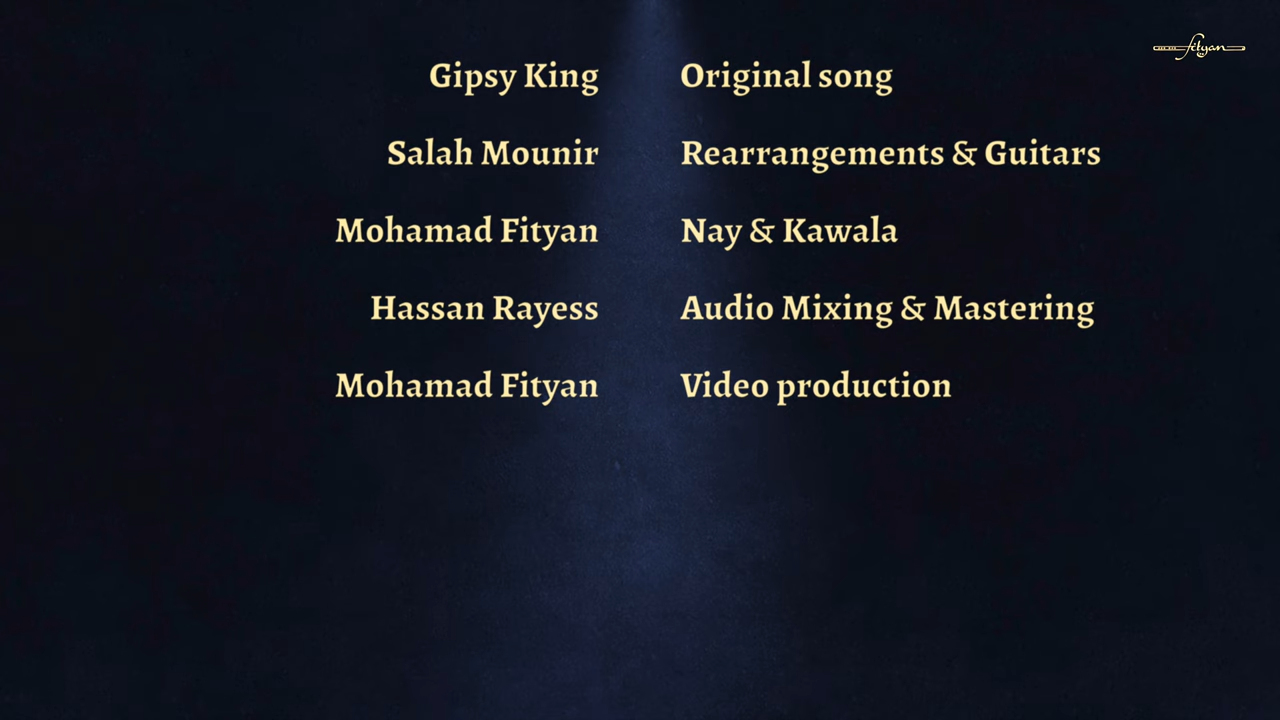 fityan
Gipsy King Original song
Salah Mounir Rearrangements & Guitars
Mohamad Fityan Nay & Kawala
Hassan Rayess Audio Mixing & Mastering
Mohamad Fityan Video production